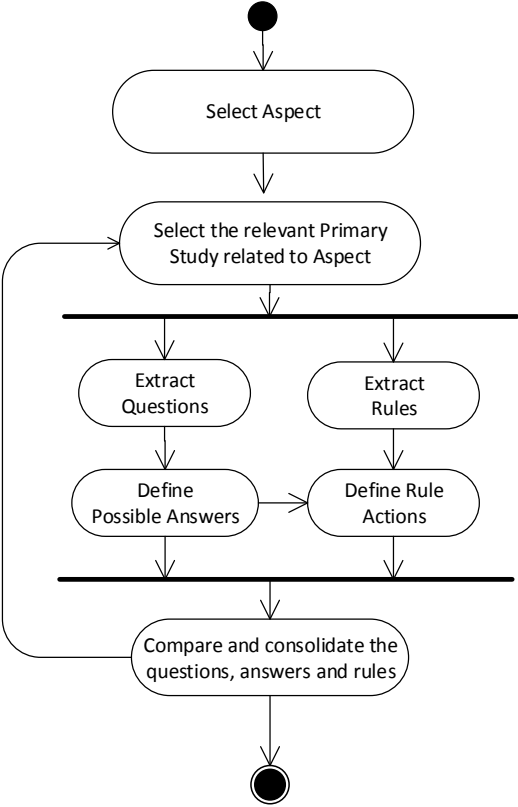 Select Aspect
Select the relevant Primary
Study related to Aspect
Extract
Questions
Extract
Rules
Define
Possible Answers
Define Rule
Actions
Compare and consolidate the
questions, answers and rules